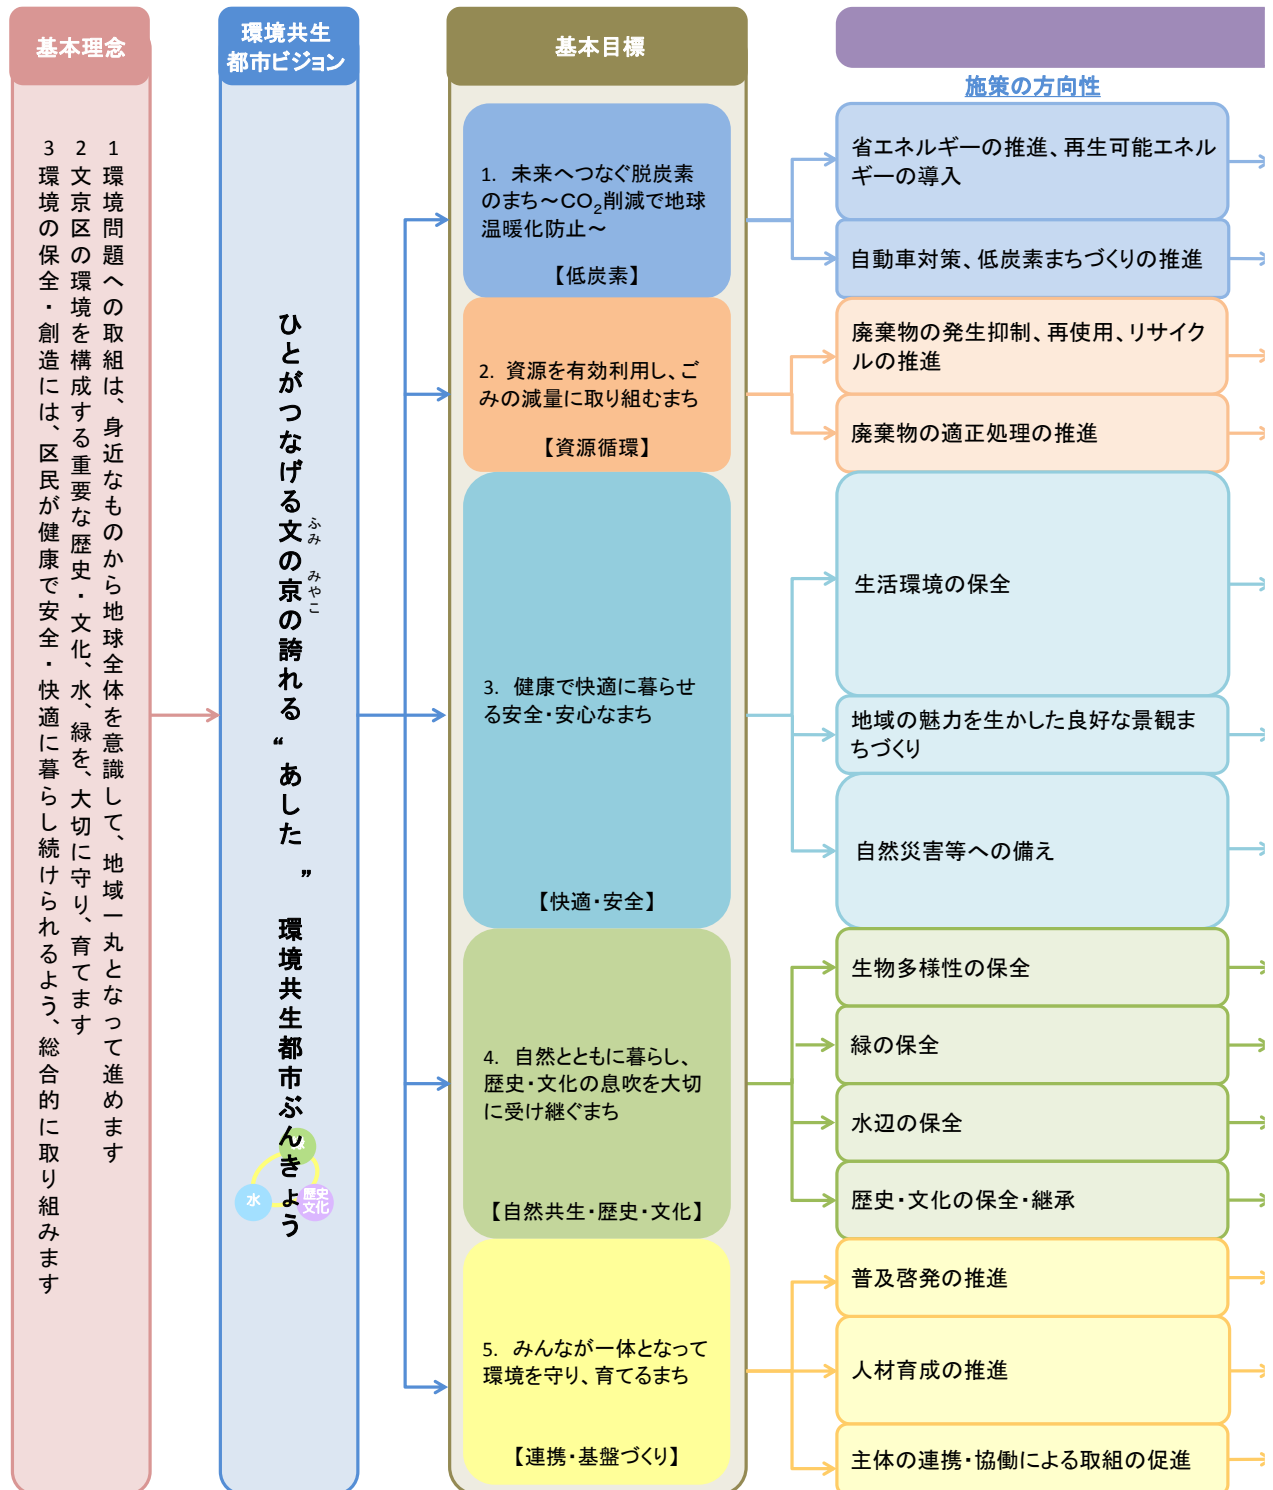 基本理念
1 環境問題への取組は、身近なものから地球全体を意識して、地域一丸となって進めます
2 文京区の環境を構成する重要な歴史・文化、水、緑を、大切に守り、育てます
3 環境の保全・創造には、区民が健康で安全・快適に暮らし続けられるよう、総合的に取り組みます
環境共生
都市ビジョン
ひとがつなげる文の京の誇れる“あした” 環境共生都市ぶんきょう
ふみ みやこ
水
歴史
文化
基本目標
1. 未来へつなぐ脱炭素
のまち～CO₂削減で地球
温暖化防止～
【低炭素】
2. 資源を有効利用し、ご
みの減量に取り組むまち
【資源循環】
3. 健康で快適に暮らせ
る安全・安心なまち
【快適・安全】
4. 自然とともに暮らし、
歴史・文化の息吹を大切
に受け継ぐまち
【自然共生・歴史・文化】
5. みんなが一体となって
環境を守り、育てるまち
【連携・基盤づくり】
施策の方向性
省エネルギーの推進、再生可能エネル
ギーの導入
自動車対策、低炭素まちづくりの推進
廃棄物の発生抑制、再使用、リサイク
ルの推進
廃棄物の適正処理の推進
生活環境の保全
地域の魅力を生かした良好な景観ま
ちづくり
自然災害等への備え
生物多様性の保全
緑の保全
水辺の保全
歴史・文化の保全・継承
普及啓発の推進
人材育成の推進
主体の連携・協働による取組の促進